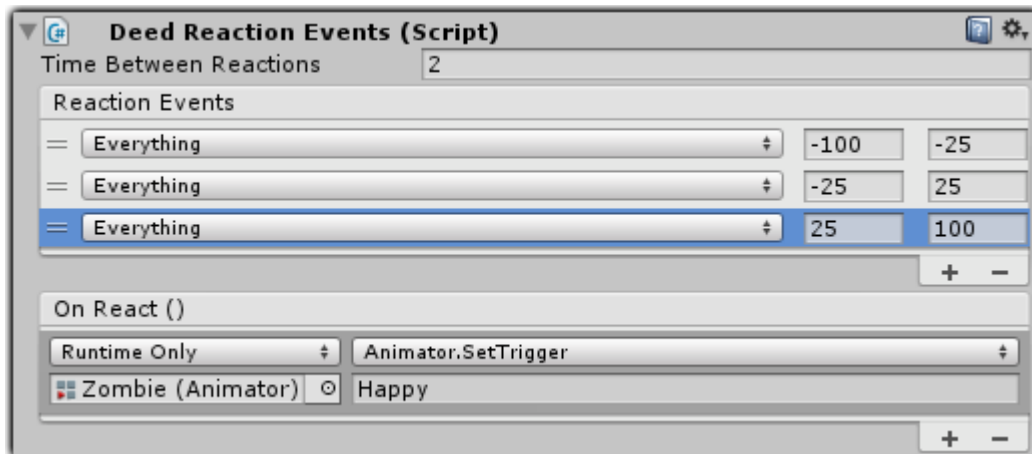 Deed Reaction Events (Script)
Time Between Reactions 2
Reaction Events
Everything -100 -25
Everything -25 25
Everything 25 100
+ −
On React ()
Runtime Only Animator.SetTrigger
Zombie (Animator) Happy
+ −